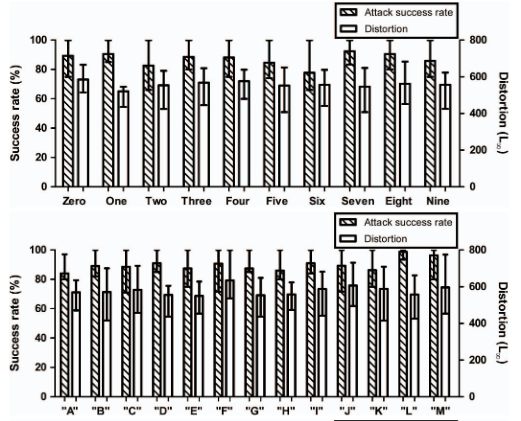 Attack success rate
Distortion
Success rate (%)
100
80
60
40
20
0
800
600
400
200
0
Distortion (L∞)
Zero One Two Three Four Five Six Seven Eight Nine
Attack success rate
Distortion
Success rate (%)
100
80
60
40
20
0
800
600
400
200
0
Distortion (L∞)
"A" "B" "C" "D" "E" "F" "G" "H" "I" "J" "K" "L" "M"